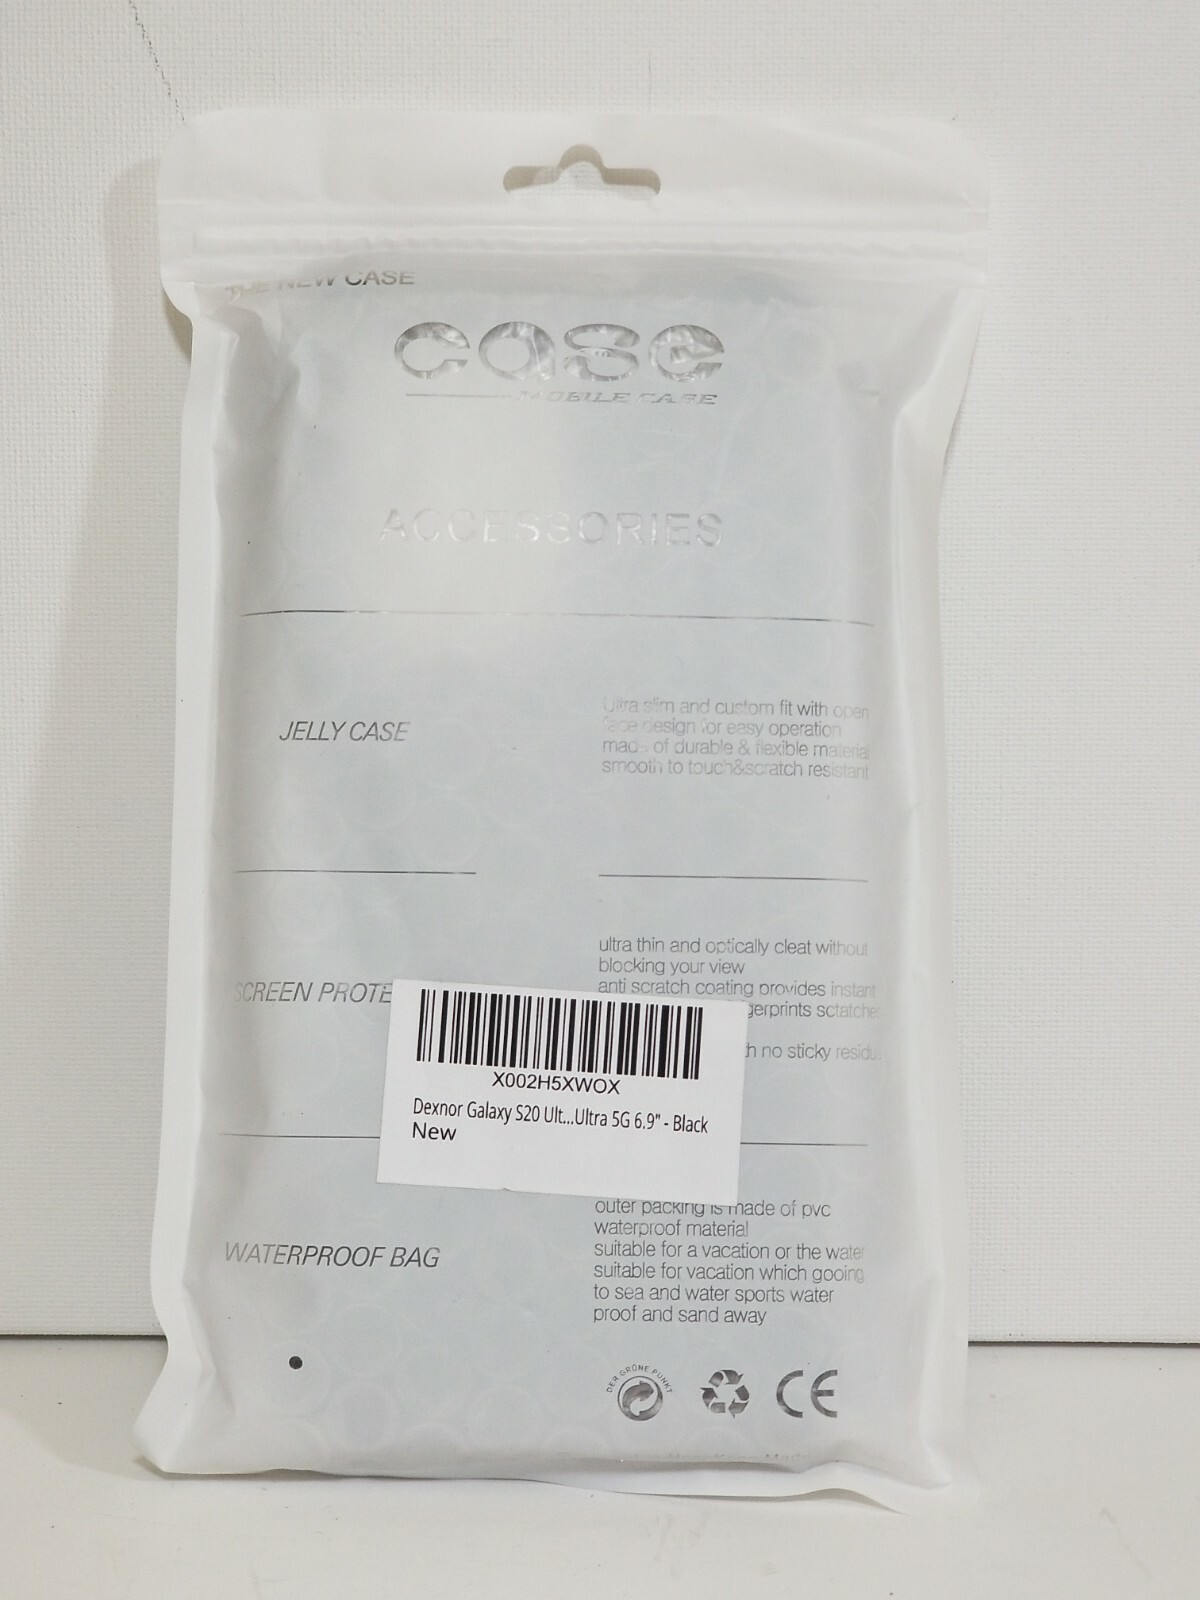 THE NEW CASE
case
MOBILE CASE
ACCESSORIES
JELLY CASE
Ultra slim and custom fit with open
face design for easy operation
made of durable & flexible material
smooth to touch&scratch resistant
SCREEN PROTE
ultra thin and optically cleat without
blocking your view
anti scratch coating provides instant
gerprints sctatches
h no sticky residu
X002H5XWOX
Dexnor Galaxy S20 Ult...Ultra 5G 6.9" - Black
New
WATERPROOF BAG
outer packing is made of pvc
waterproof material
suitable for a vacation or the water
suitable for vacation which gooing
to sea and water sports water
proof and sand away
DER GRÜNE PUNKT
CE